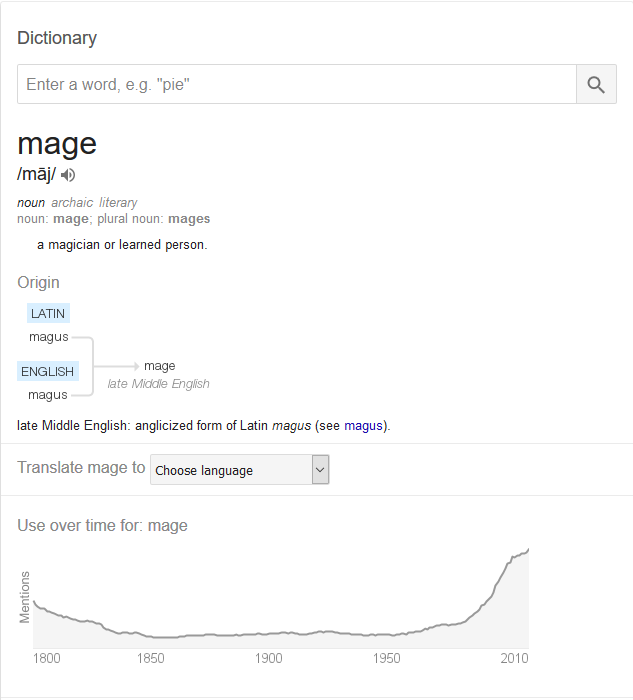 Dictionary
Enter a word, e.g. "pie"
mage
/māj/
noun archaic literary
noun: mage; plural noun: mages
a magician or learned person.
Origin
LATIN
magus
ENGLISH
magus
mage
late Middle English
late Middle English: anglicized form of Latin magus (see magus).
Translate mage to Choose language
Use over time for: mage
Mentions
1800 1850 1900 1950 2010